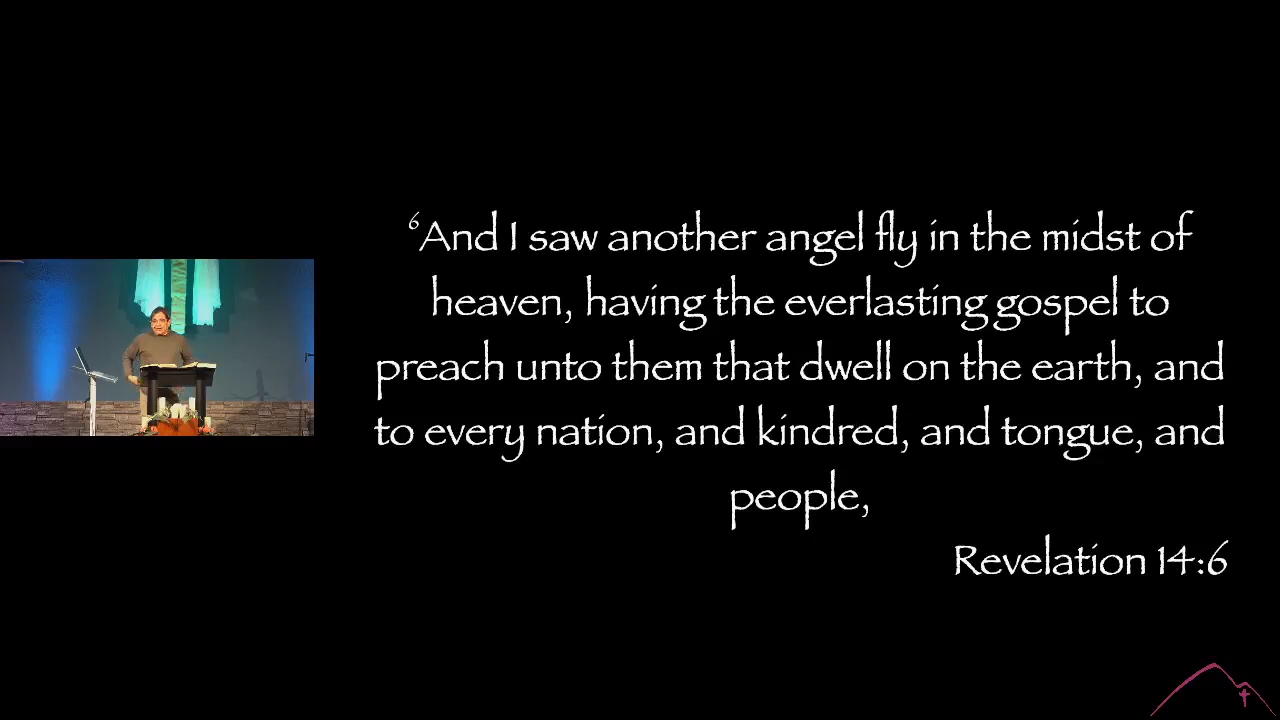 ⁶And I saw another angel fly in the midst of
heaven, having the everlasting gospel to
preach unto them that dwell on the earth, and
to every nation, and kindred, and tongue, and
people,
Revelation 14:6